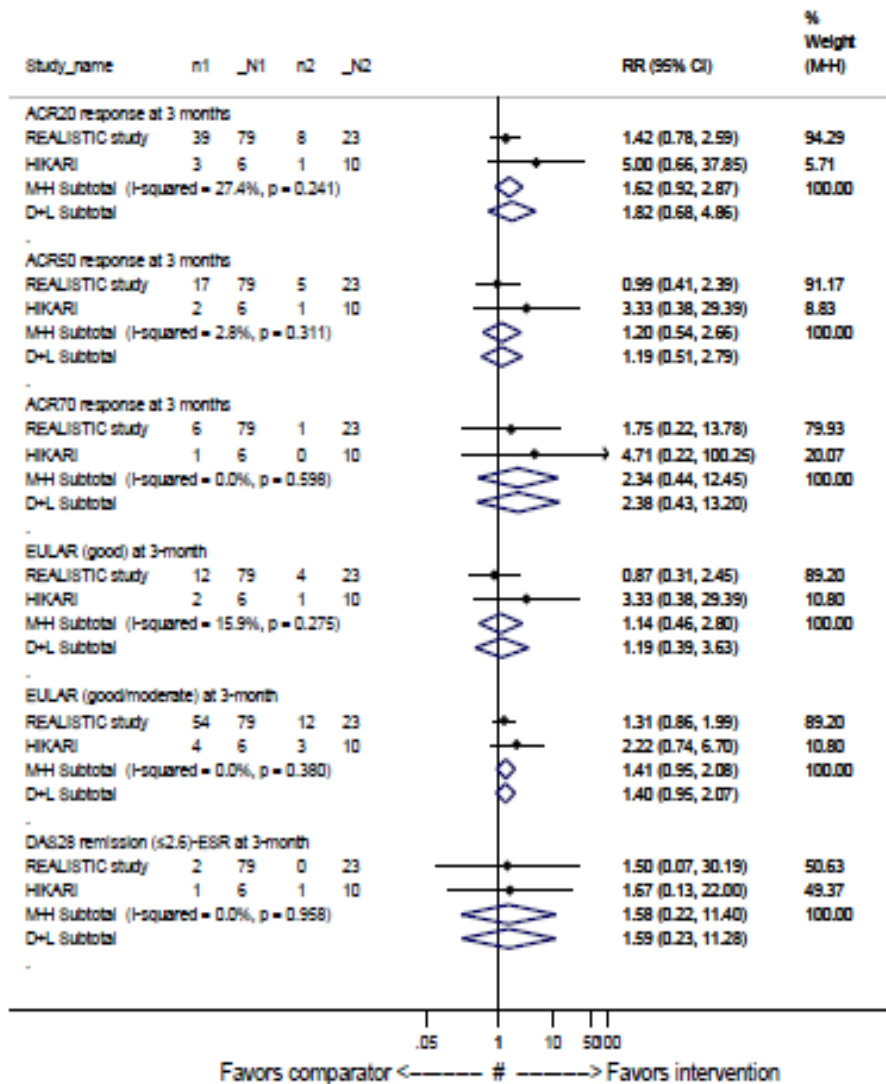 %
Weight
Study_name n1 _N1 n2 _N2 RR (95% CI) (M-H)
ACR20 response at 3 months
REALISTIC study 39 79 8 23 1.42 (0.78, 2.59) 94.29
HIKARI 3 6 1 10 5.00 (0.66, 37.85) 5.71
M-H Subtotal (I-squared = 27.4%, p = 0.241) 1.62 (0.92, 2.87) 100.00
D+L Subtotal 1.82 (0.68, 4.86)
.
ACR50 response at 3 months
REALISTIC study 17 79 5 23 0.99 (0.41, 2.39) 91.17
HIKARI 2 6 1 10 3.33 (0.38, 29.39) 8.83
M-H Subtotal (I-squared = 2.8%, p = 0.311) 1.20 (0.54, 2.66) 100.00
D+L Subtotal 1.19 (0.51, 2.79)
.
ACR70 response at 3 months
REALISTIC study 6 79 1 23 1.75 (0.22, 13.78) 79.93
HIKARI 1 6 0 10 4.71 (0.22, 100.25) 20.07
M-H Subtotal (I-squared = 0.0%, p = 0.598) 2.34 (0.44, 12.45) 100.00
D+L Subtotal 2.38 (0.43, 13.20)
.
EULAR (good) at 3-month
REALISTIC study 12 79 4 23 0.87 (0.31, 2.45) 89.20
HIKARI 2 6 1 10 3.33 (0.38, 29.39) 10.80
M-H Subtotal (I-squared = 15.9%, p = 0.275) 1.14 (0.46, 2.80) 100.00
D+L Subtotal 1.19 (0.39, 3.63)
.
EULAR (good/moderate) at 3-month
REALISTIC study 54 79 12 23 1.31 (0.86, 1.99) 89.20
HIKARI 4 6 3 10 2.22 (0.74, 6.70) 10.80
M-H Subtotal (I-squared = 0.0%, p = 0.380) 1.41 (0.95, 2.08) 100.00
D+L Subtotal 1.40 (0.95, 2.07)
.
DAS28 remission (≤2.6)-ESR at 3-month
REALISTIC study 2 79 0 23 1.50 (0.07, 30.19) 50.63
HIKARI 1 6 1 10 1.67 (0.13, 22.00) 49.37
M-H Subtotal (I-squared = 0.0%, p = 0.958) 1.58 (0.22, 11.40) 100.00
D+L Subtotal 1.59 (0.23, 11.28)
.
.05 1 10 50
Favors comparator <------ # ------> Favors intervention